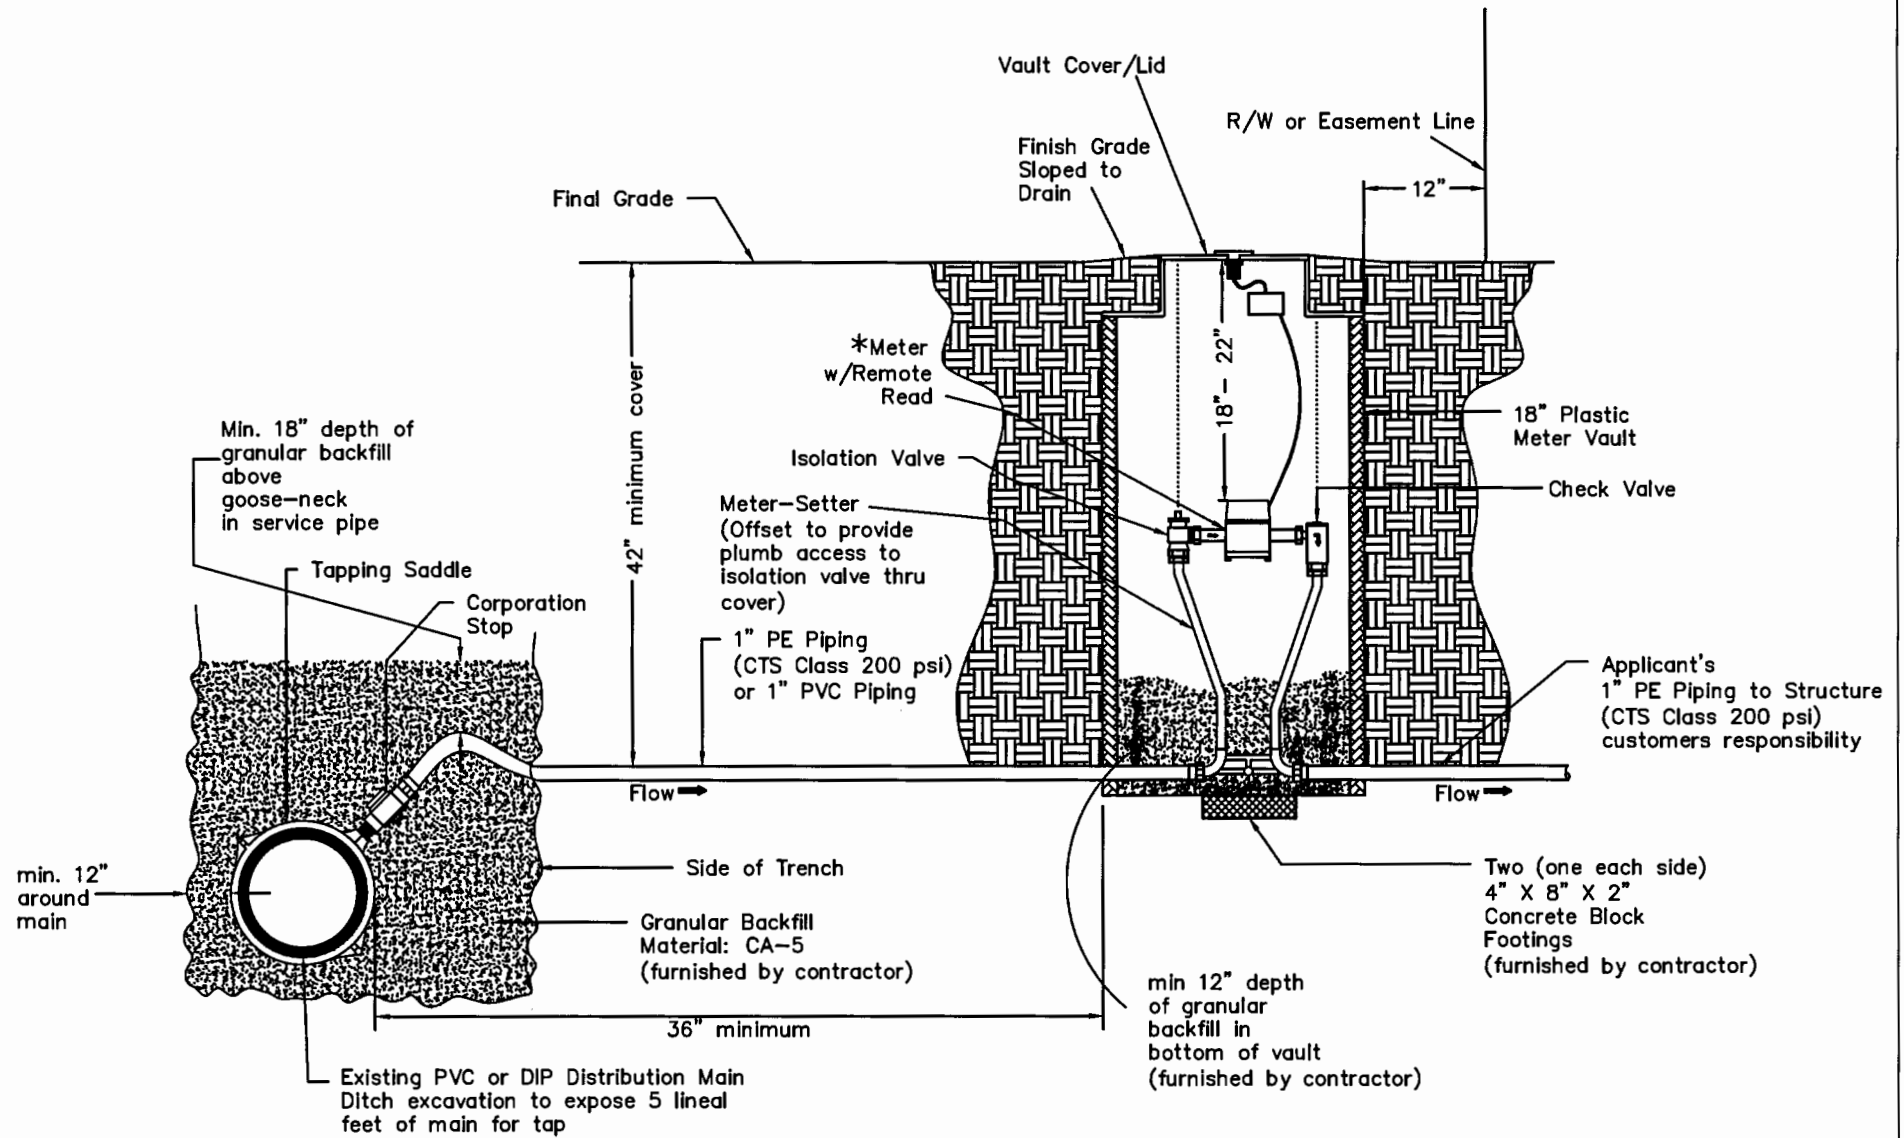 Vault Cover/Lid
R/W or Easement Line
Finish Grade
Sloped to
Drain
12"
Final Grade
*Meter
w/Remote
Read
18"- 22"
42" minimum cover
18" Plastic
Meter Vault
Min. 18" depth of
granular backfill
above
goose-neck
in service pipe
Isolation Valve
Check Valve
Meter-Setter
(Offset to provide
plumb access to
isolation valve thru
cover)
Tapping Saddle
Corporation
Stop
1" PE Piping
(CTS Class 200 psi)
or 1" PVC Piping
Applicant's
1" PE Piping to Structure
(CTS Class 200 psi)
customers responsibility
Flow
Flow
min. 12"
around
main
Side of Trench
Two (one each side)
4" X 8" X 2"
Concrete Block
Footings
(furnished by contractor)
Granular Backfill
Material: CA-5
(furnished by contractor)
min 12" depth
of granular
backfill in
bottom of vault
(furnished by contractor)
36" minimum
Existing PVC or DIP Distribution Main
Ditch excavation to expose 5 lineal
feet of main for tap